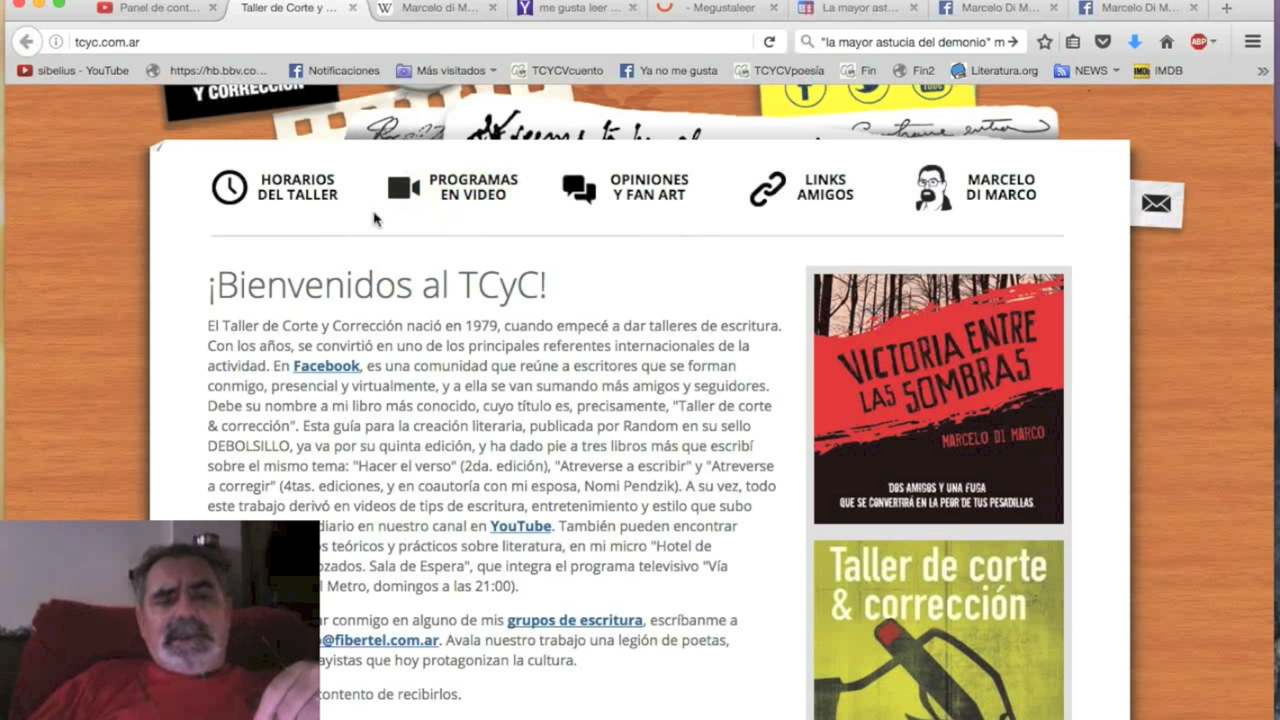 Panel de cont...
Taller de Corte y ...
Marcelo di M...
me gusta leer ...
- Megustaleer
La mayor ast...
Marcelo Di M...
Marcelo Di M...
tcyc.com.ar
"la mayor astucia del demonio" m
ABP
sibelius - YouTube
https://hb.bbv.co...
Notificaciones
Más visitados
TCYCVcuento
Ya no me gusta
TCYCVpoesía
Fin
Fin2
Literatura.org
NEWS
IMDb
IMDB
Y CORRECCIÓN
HORARIOS
DEL TALLER
PROGRAMAS
EN VIDEO
OPINIONES
Y FAN ART
LINKS
AMIGOS
MARCELO
DI MARCO
¡Bienvenidos al TCyC!
El Taller de Corte y Corrección nació en 1979, cuando empecé a dar talleres de escritura.
Con los años, se convirtió en uno de los principales referentes internacionales de la
actividad. En Facebook, es una comunidad que reúne a escritores que se forman
conmigo, presencial y virtualmente, y a ella se van sumando más amigos y seguidores.
Debe su nombre a mi libro más conocido, cuyo título es, precisamente, "Taller de corte
& corrección". Esta guía para la creación literaria, publicada por Random en su sello
DEBOLSILLO, ya va por su quinta edición, y ha dado pie a tres libros más que escribí
sobre el mismo tema: "Hacer el verso" (2da. edición), "Atreverse a escribir" y "Atreverse
a corregir" (4tas. ediciones, y en coautoría con mi esposa, Nomi Pendzik). A su vez, todo
este trabajo derivó en videos de tips de escritura, entretenimiento y estilo que subo
diario en nuestro canal en YouTube. También pueden encontrar
s teóricos y prácticos sobre literatura, en mi micro "Hotel de
ozados. Sala de Espera", que integra el programa televisivo "Vía
l Metro, domingos a las 21:00).
ar conmigo en alguno de mis grupos de escritura, escríbanme a
@fibertel.com.ar. Avala nuestro trabajo una legión de poetas,
ayistas que hoy protagonizan la cultura.
contento de recibirlos.
VICTORIA ENTRE
LAS SOMBRAS
MARCELO DI MARCO
DOS AMIGOS Y UNA FUGA
QUE SE CONVERTIRÁ EN LA PEOR DE TUS PESADILLAS
Taller de corte
& corrección